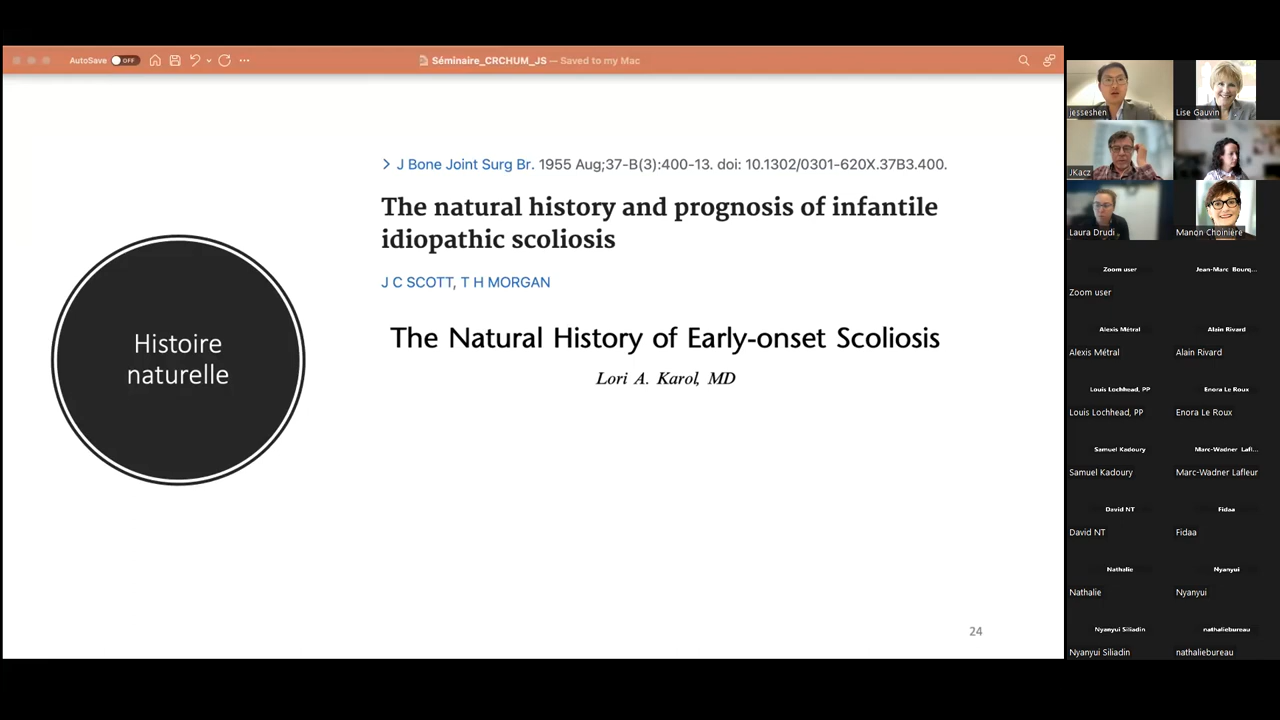 AutoSave OFF
Séminaire_CRCHUM_JS — Saved to my Mac
J Bone Joint Surg Br. 1955 Aug;37-B(3):400-13. doi: 10.1302/0301-620X.37B3.400.
The natural history and prognosis of infantile
idiopathic scoliosis
J C SCOTT, T H MORGAN
The Natural History of Early-onset Scoliosis
Lori A. Karol, MD
Histoire
naturelle
24
jesseshen
Lise Gauvin
JKacz
Laura Drudi
Manon Choinière
Zoom user
Jean-Marc Bourq...
Zoom user
Alexis Métral
Alain Rivard
Alexis Métral
Alain Rivard
Louis Lochhead, PP
Enora Le Roux
Louis Lochhead, PP
Enora Le Roux
Samuel Kadoury
Marc-Wadner Lafl...
Samuel Kadoury
Marc-Wadner Lafleur
David NT
Fidaa
David NT
Fidaa
Nathalie
Nyanyui
Nathalie
Nyanyui
Nyanyui Siliadin
nathaliebureau
Nyanyui Siliadin
nathaliebureau